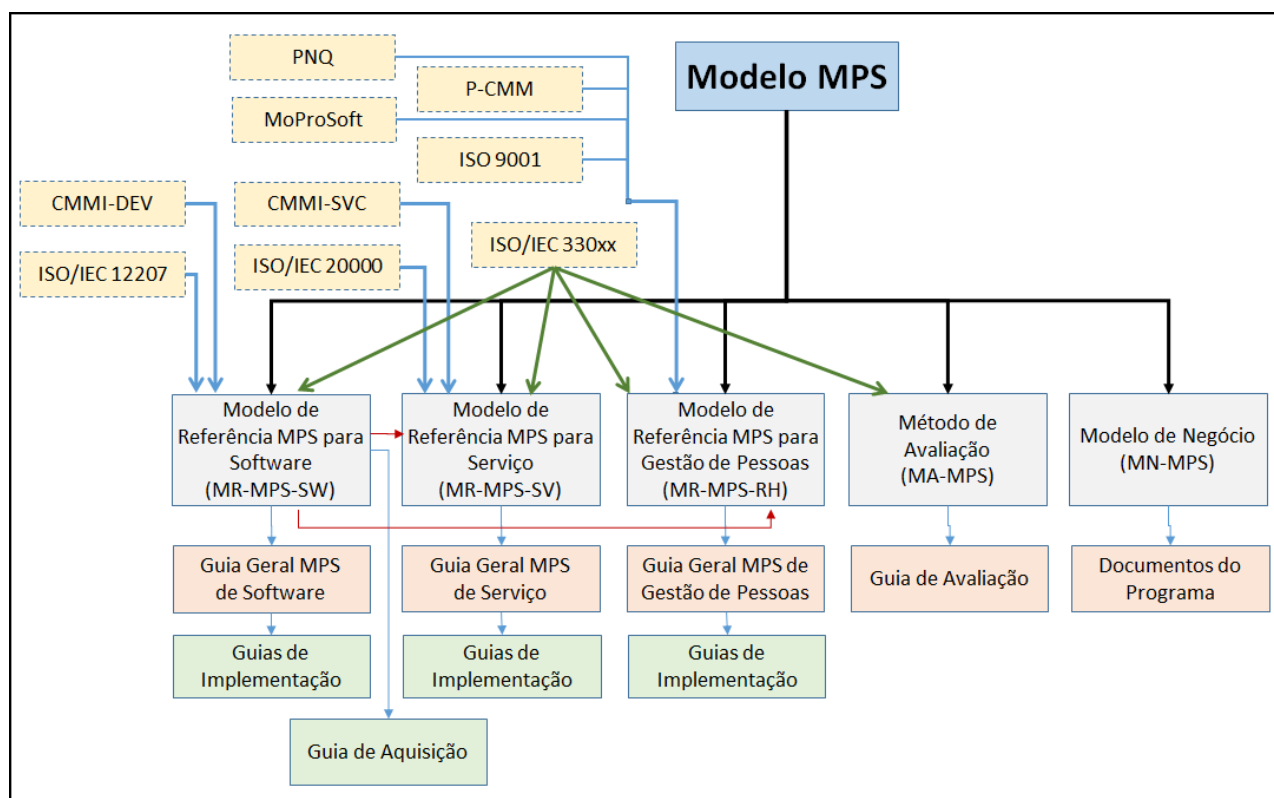 PNQ
Modelo MPS
P-CMM
MoProSoft
ISO 9001
CMMI-DEV
CMMI-SVC
ISO/IEC 330xx
ISO/IEC 12207
ISO/IEC 20000
Modelo de
Referência MPS para
Software
(MR-MPS-SW)
Modelo de
Referência MPS para
Serviço
(MR-MPS-SV)
Modelo de
Referência MPS para
Gestão de Pessoas
(MR-MPS-RH)
Método de
Avaliação
(MA-MPS)
Modelo de Negócio
(MN-MPS)
Guia Geral MPS
de Software
Guia Geral MPS
de Serviço
Guia Geral MPS de
Gestão de Pessoas
Guia de Avaliação
Documentos do
Programa
Guias de
Implementação
Guias de
Implementação
Guias de
Implementação
Guia de Aquisição